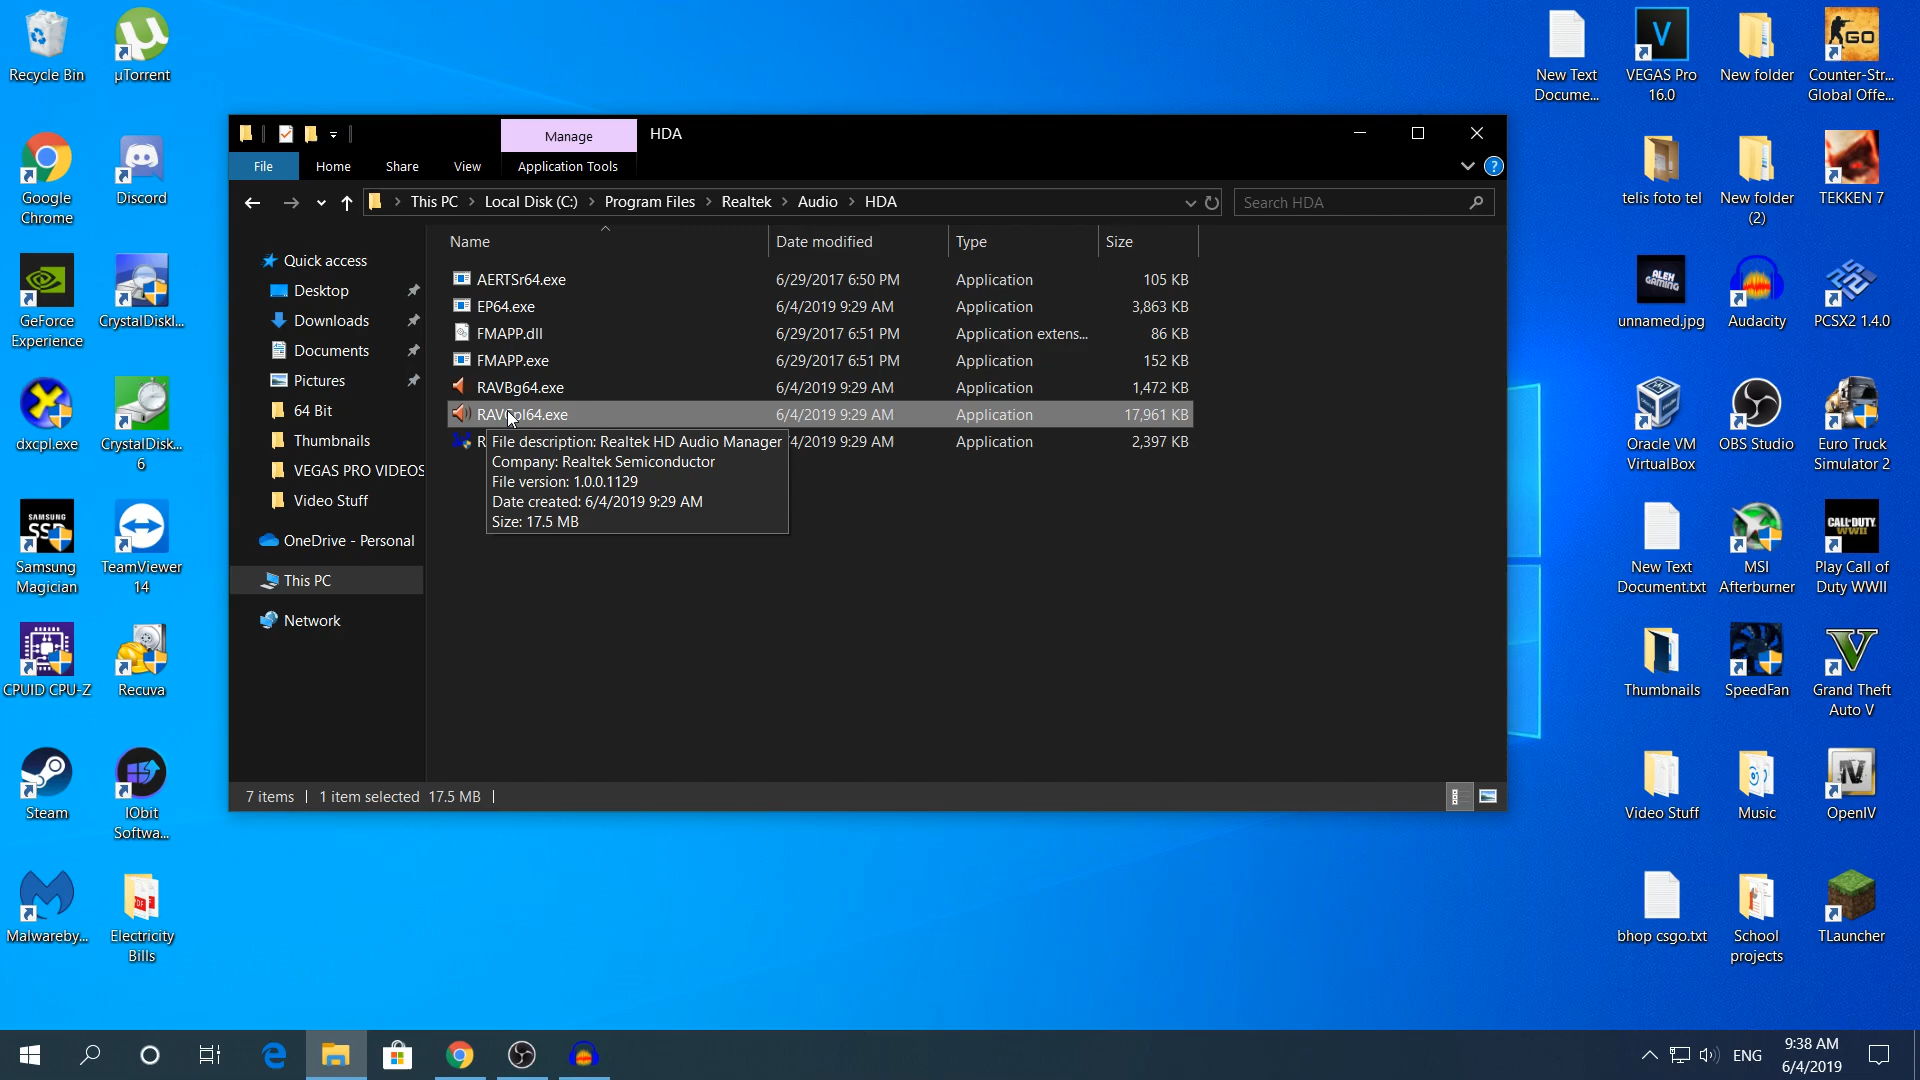 Recycle Bin
µTorrent
Google
Chrome
Discord
GeForce
Experience
CrystalDiskI...
dxcpl.exe
CrystalDisk...
6
SAMSUNG
SSD
Samsung
Magician
TeamViewer
14
CPUID CPU-Z
Recuva
Steam
IObit
Softwa...
Malwareby...
PDF
Electricity
Bills
Manage
HDA
File
Home
Share
View
Application Tools
This PC
Local Disk (C:)
Program Files
Realtek
Audio
HDA
Search HDA
Quick access
Desktop
Downloads
Documents
Pictures
64 Bit
Thumbnails
VEGAS PRO VIDEOS
Video Stuff
OneDrive - Personal
This PC
Network
Name Date modified Type Size
AERTSr64.exe 6/29/2017 6:50 PM Application 105 KB
EP64.exe 6/4/2019 9:29 AM Application 3,863 KB
FMAPP.dll 6/29/2017 6:51 PM Application extens... 86 KB
FMAPP.exe 6/29/2017 6:51 PM Application 152 KB
RAVBg64.exe 6/4/2019 9:29 AM Application 1,472 KB
RAVCpl64.exe 6/4/2019 9:29 AM Application 17,961 KB
R 4/2019 9:29 AM Application 2,397 KB
File description: Realtek HD Audio Manager
Company: Realtek Semiconductor
File version: 1.0.0.1129
Date created: 6/4/2019 9:29 AM
Size: 17.5 MB
7 items 1 item selected 17.5 MB
New Text
Docume...
V
VEGAS Pro
16.0
New folder
GO
Counter-Str...
Global Offe...
telis foto tel
New folder
(2)
TEKKEN 7
ALEX
GAMING
unnamed.jpg
Audacity
PCSX2 1.4.0
Oracle VM
VirtualBox
OBS Studio
Euro Truck
Simulator 2
New Text
Document.txt
MSI
Afterburner
CALL·DUTY
WWII
Play Call of
Duty WWII
Thumbnails
SpeedFan
V
Grand Theft
Auto V
Video Stuff
Music
IV
OpenIV
bhop csgo.txt
School
projects
TLauncher
ENG
9:38 AM
6/4/2019